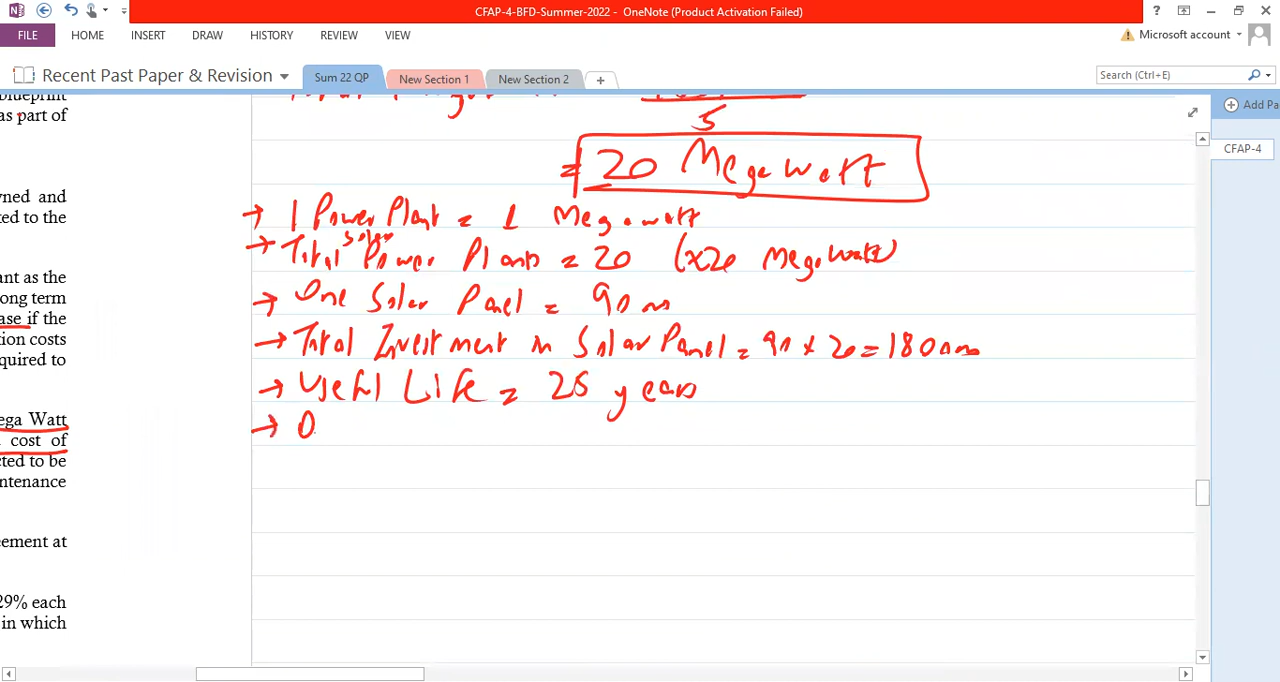 CFAP-4-BFD-Summer-2022 - OneNote (Product Activation Failed)
FILE HOME INSERT DRAW HISTORY REVIEW VIEW
Microsoft account
Recent Past Paper & Revision
Sum 22 QP New Section 1 New Section 2
Search (Ctrl+E)
Add Pa
CFAP-4
blueprint
as part of
wned and
ted to the
ant as the
ong term
ase if the
tion costs
quired to
ega Watt
cost of
cted to be
ntenance
eement at
29% each
in which
5
= 20 Megawatt
→ 1 Power Plant = 1 Megawatt
→ Total Solar Power Plants = 20 (x20 Megawatt)
→ One Solar Panel = 90 m
→ Total Investment in Solar Panel = 90 x 20 = 1800m
→ Useful Life = 25 years
→ O